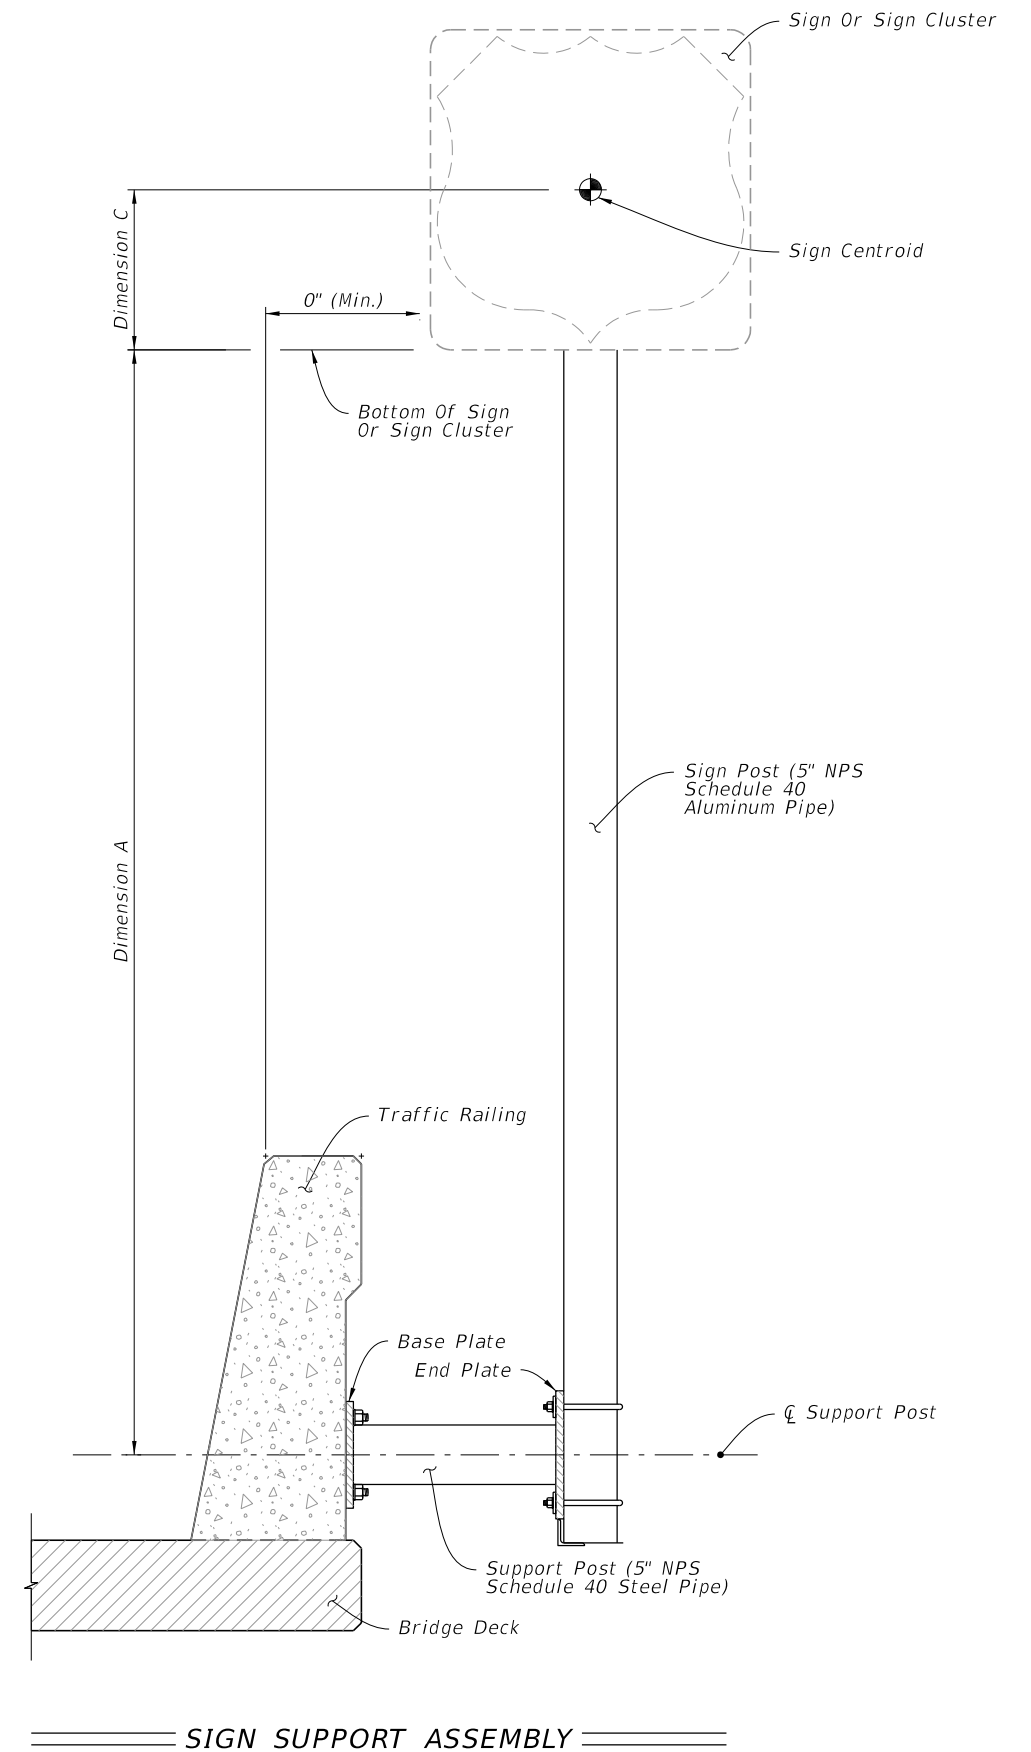 Sign Or Sign Cluster
Dimension C
Sign Centroid
0" (Min.)
Bottom Of Sign
Or Sign Cluster
Sign Post (5" NPS
Schedule 40
Aluminum Pipe)
Dimension A
Traffic Railing
Base Plate
End Plate
℄ Support Post
Support Post (5" NPS
Schedule 40 Steel Pipe)
Bridge Deck
SIGN SUPPORT ASSEMBLY